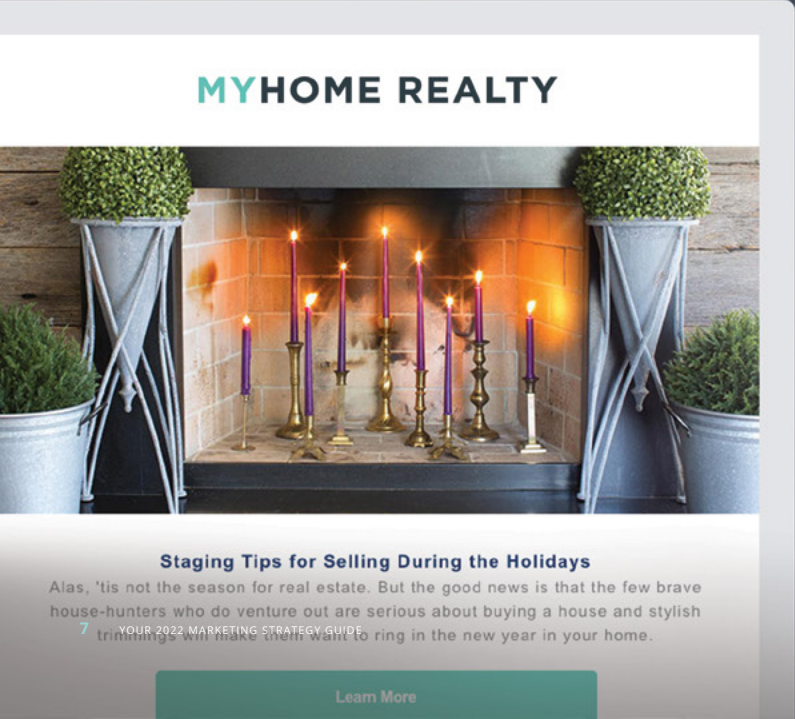 MYHOME REALTY
Staging Tips for Selling During the Holidays
Alas, 'tis not the season for real estate. But the good news is that the few brave
house-hunters who do venture out are serious about buying a house and stylish
trimmings will make them want to ring in the new year in your home.
7 YOUR 2022 MARKETING STRATEGY GUIDE
Learn More